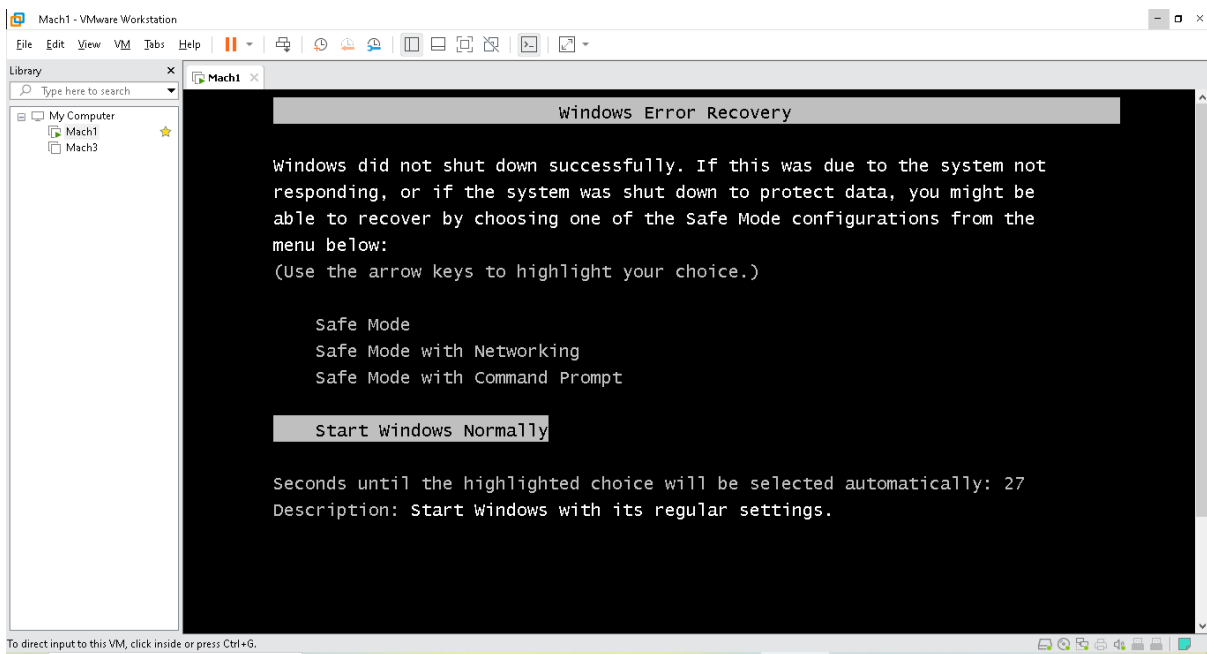 Mach1 - VMware Workstation
File Edit View VM Tabs Help
Library
Mach1
Type here to search
My Computer
Mach1
Mach3
Windows Error Recovery
Windows did not shut down successfully. If this was due to the system not
responding, or if the system was shut down to protect data, you might be
able to recover by choosing one of the Safe Mode configurations from the
menu below:
(Use the arrow keys to highlight your choice.)
Safe Mode
Safe Mode with Networking
Safe Mode with Command Prompt
Start Windows Normally
Seconds until the highlighted choice will be selected automatically: 27
Description: Start Windows with its regular settings.
To direct input to this VM, click inside or press Ctrl+G.